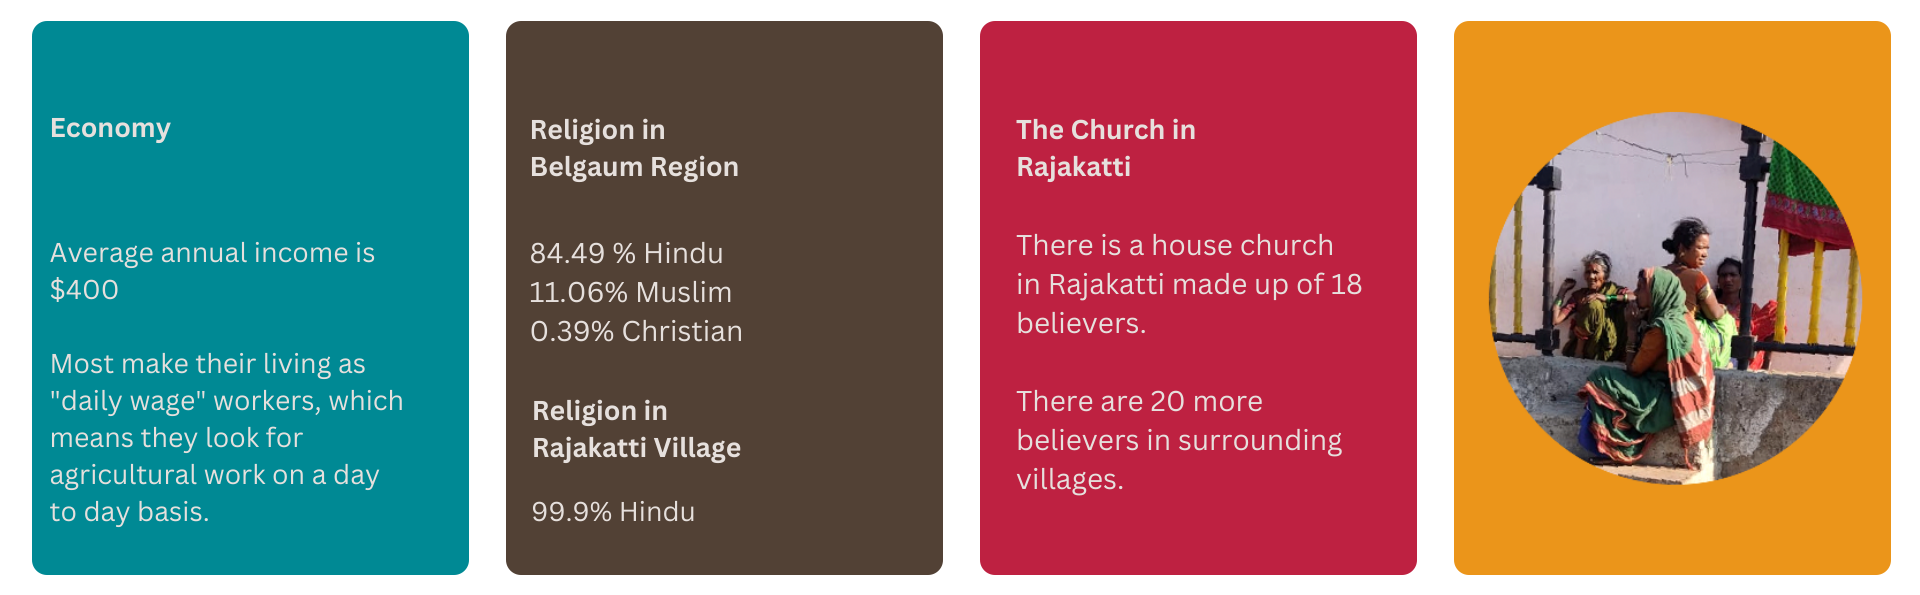 Economy
Average annual income is
$400
Most make their living as
"daily wage" workers, which
means they look for
agricultural work on a day
to day basis.
Religion in
Belgaum Region
84.49 % Hindu
11.06% Muslim
0.39% Christian
Religion in
Rajakatti Village
99.9% Hindu
The Church in
Rajakatti
There is a house church
in Rajakatti made up of 18
believers.
There are 20 more
believers in surrounding
villages.